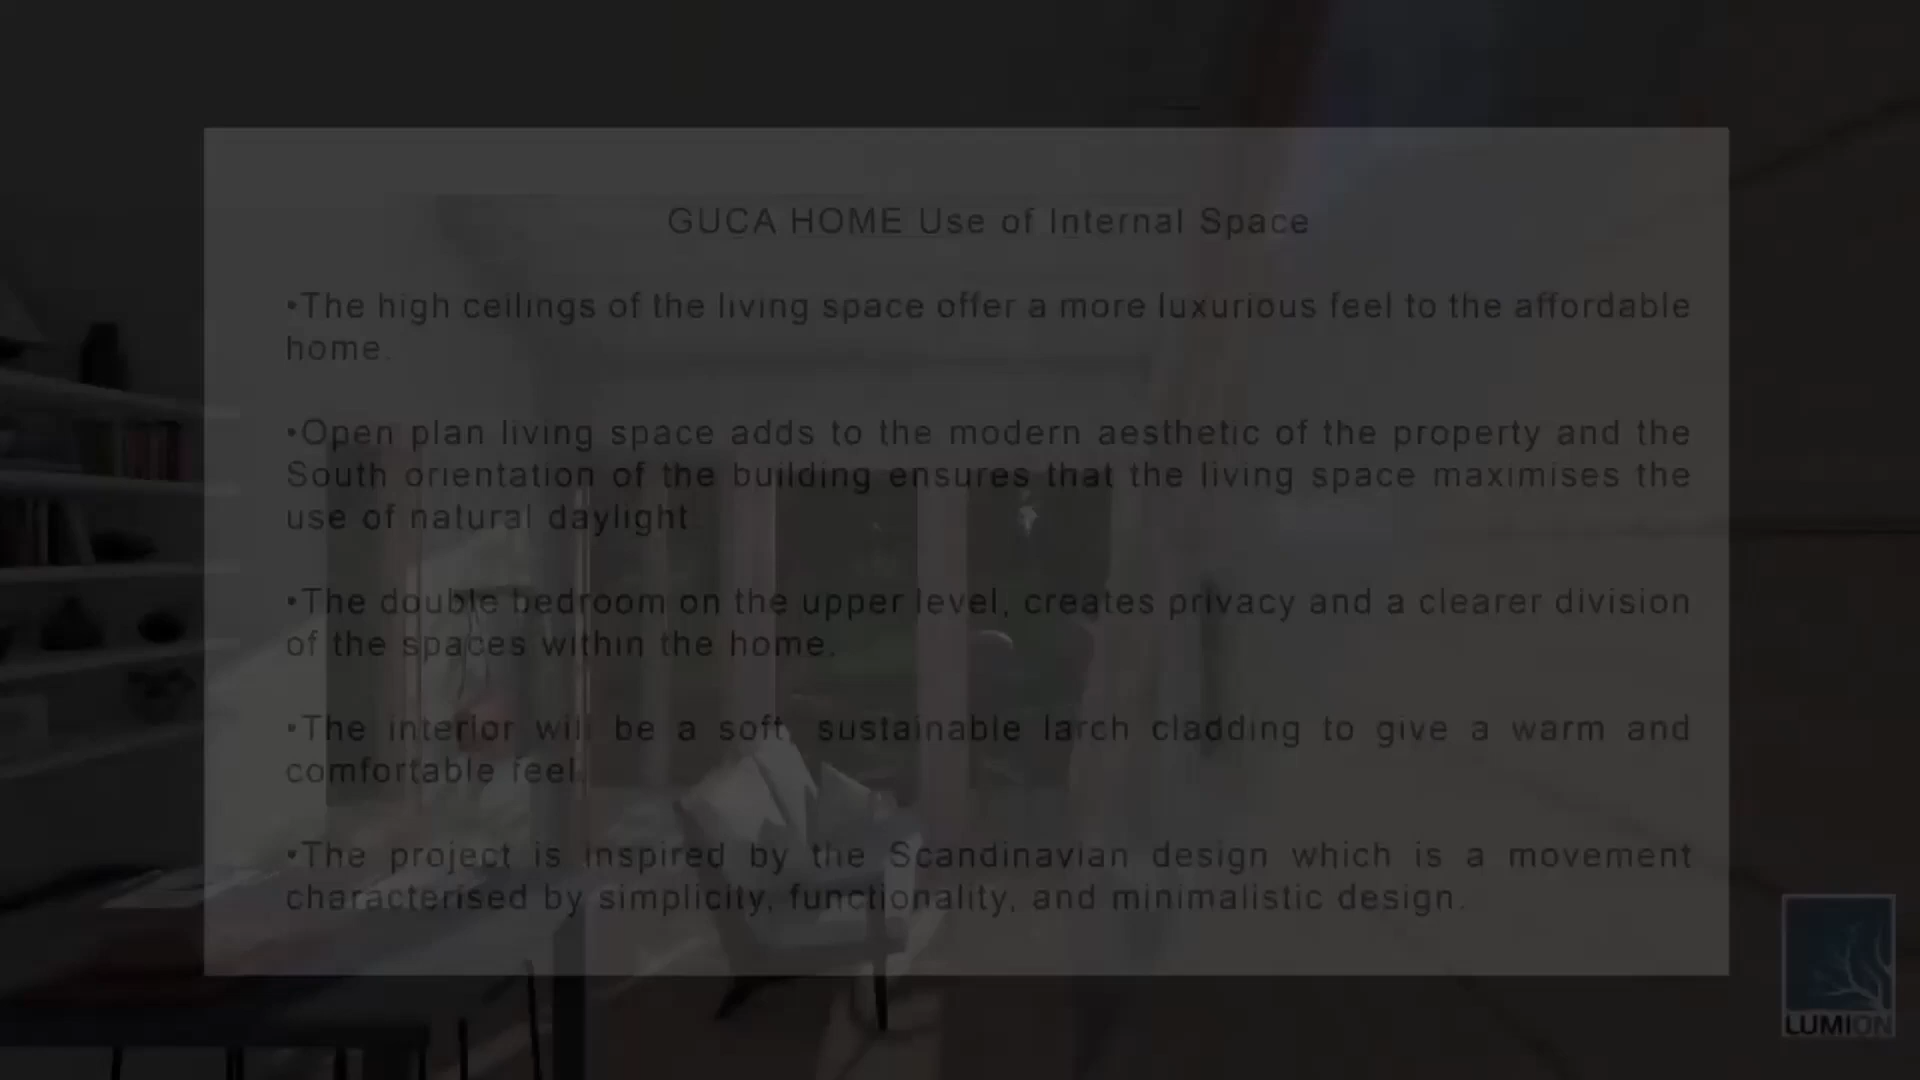 GUCA HOME Use of Internal Space
•The high ceilings of the living space offer a more luxurious feel to the affordable
home.
•Open plan living space adds to the modern aesthetic of the property and the
South orientation of the building ensures that the living space maximises the
use of natural daylight
•The double bedroom on the upper level, creates privacy and a clearer division
of the spaces within the home.
•The interior will be a soft, sustainable larch cladding to give a warm and
comfortable feel.
•The project is inspired by the Scandinavian design which is a movement
characterised by simplicity, functionality, and minimalistic design.
LUMION